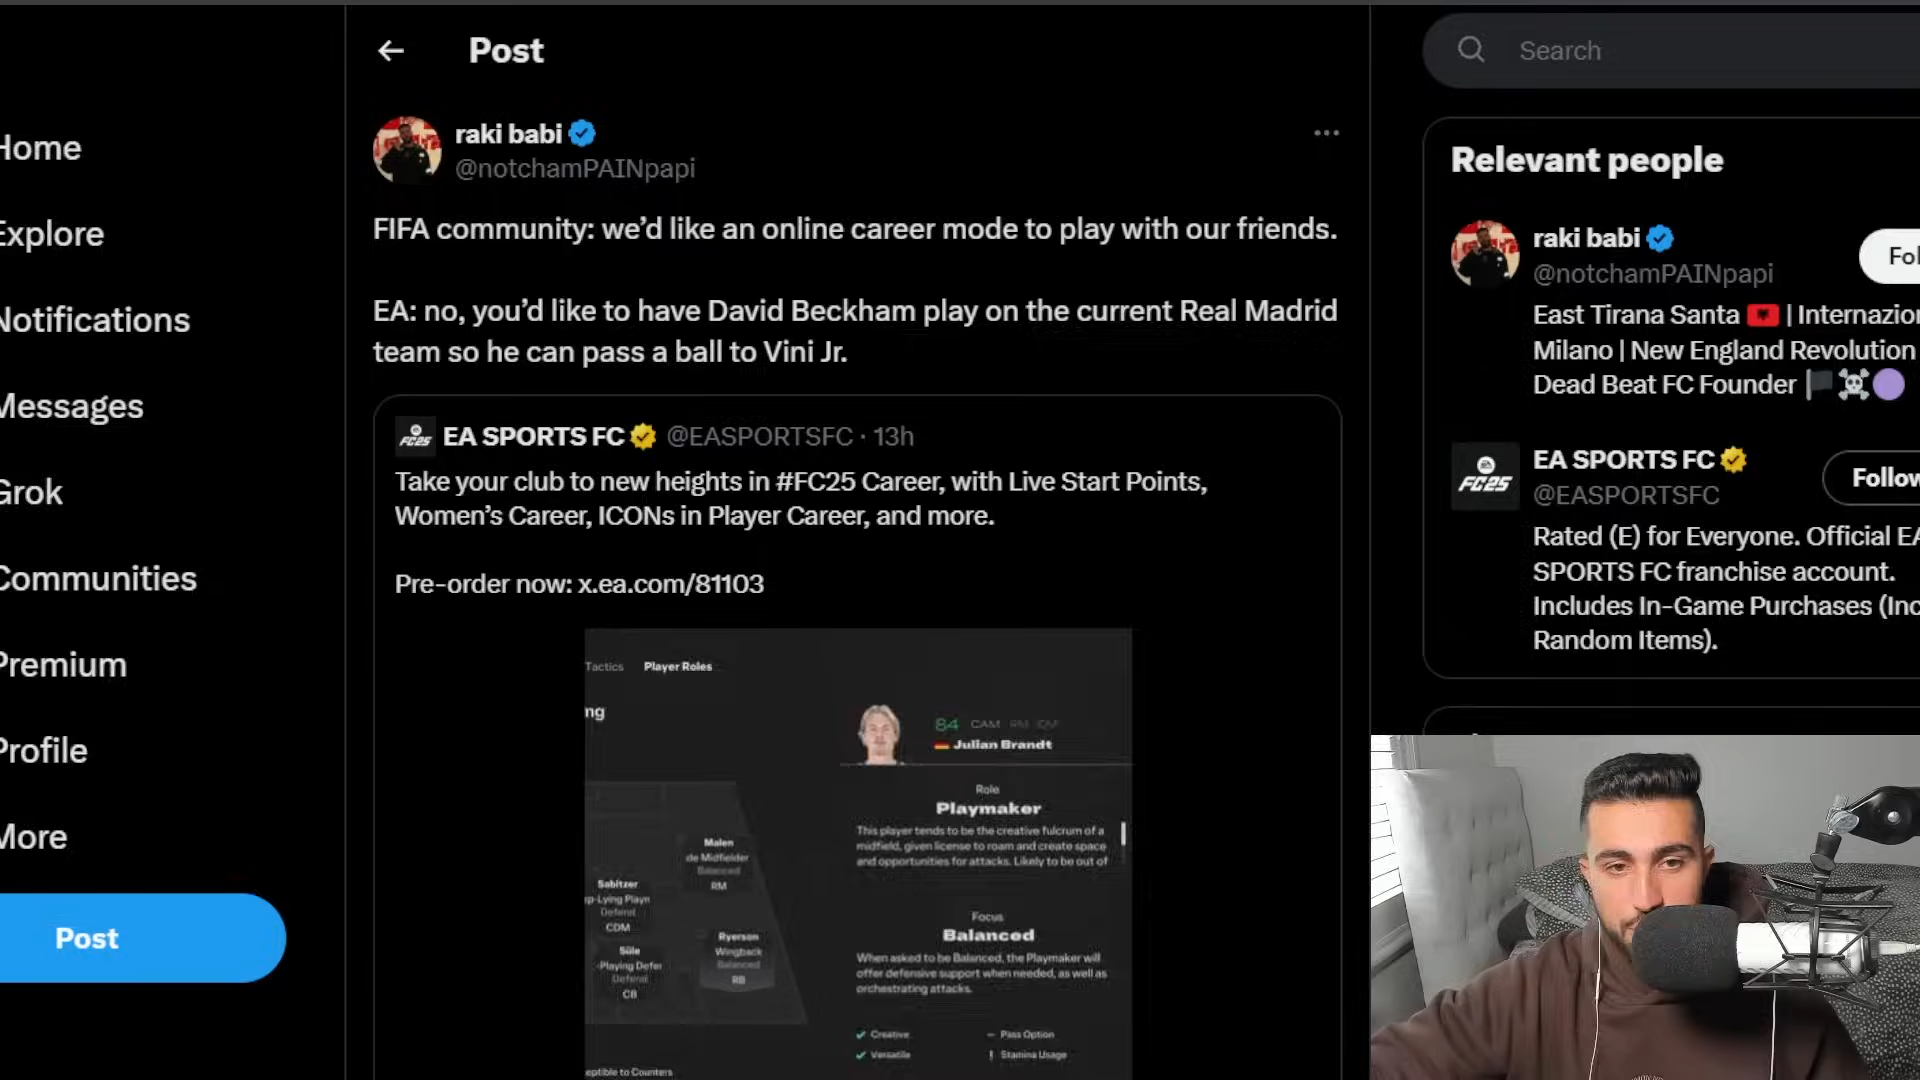 Post
Search
Home
Explore
Notifications
Messages
Grok
Communities
Premium
Profile
More
Post
raki babi
@notchamPAINpapi
FIFA community: we’d like an online career mode to play with our friends.
EA: no, you’d like to have David Beckham play on the current Real Madrid
team so he can pass a ball to Vini Jr.
EA SPORTS FC @EASPORTSFC · 13h
Take your club to new heights in #FC25 Career, with Live Start Points,
Women’s Career, ICONs in Player Career, and more.
Pre-order now: x.ea.com/81103
Tactics Player Roles
ng
84 CAM RM CM
Julian Brandt
Role
Playmaker
This player tends to be the creative fulcrum of a
midfield, given license to roam and create space
and opportunities for attacks. Likely to be out of
Focus
Balanced
When asked to be Balanced, the Playmaker will
offer defensive support when needed, as well as
orchestrating attacks.
Creative Pass Option
Versatile Stamina Usage
Malen
de Midfielder
Balanced
RM
Sabitzer
p-Lying Playm
Defend
CDM
Süle
-Playing Defer
Defend
CB
Ryerson
Wingback
Balanced
RB
eptible to Counters
Relevant people
raki babi
@notchamPAINpapi
Fol
East Tirana Santa | Internazion
Milano | New England Revolution
Dead Beat FC Founder
FC25
EA SPORTS FC
@EASPORTSFC
Follow
Rated (E) for Everyone. Official EA
SPORTS FC franchise account.
Includes In-Game Purchases (Inc
Random Items).